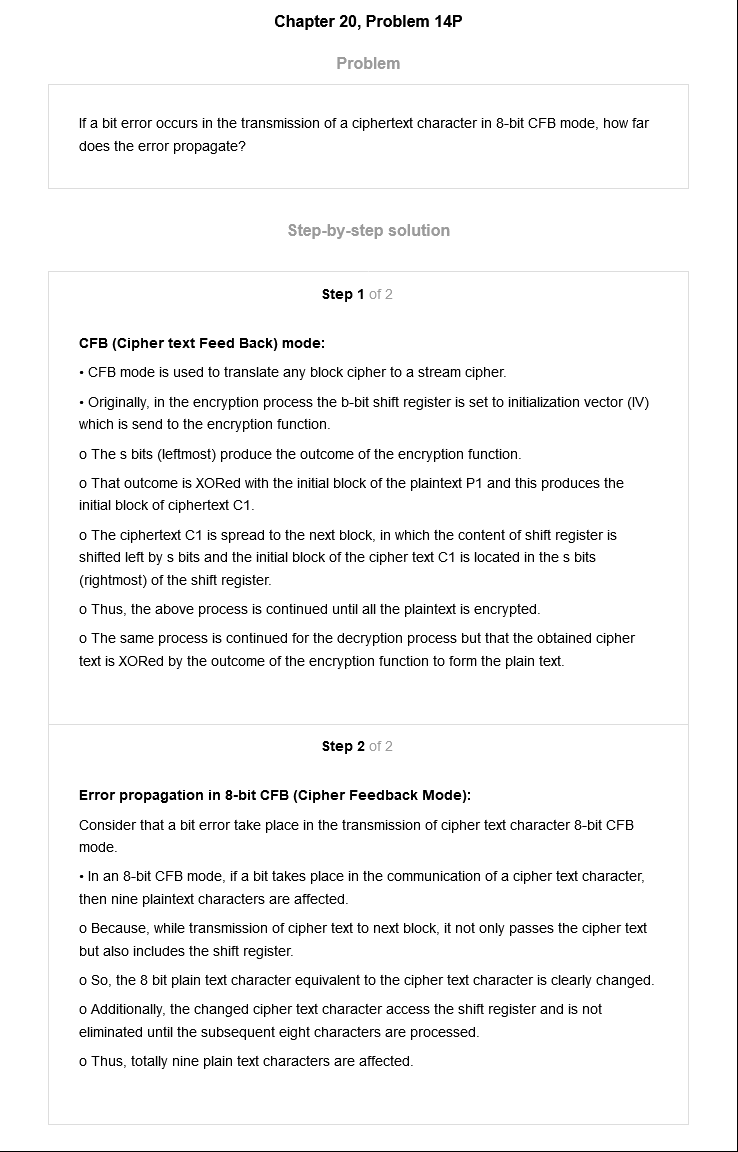 Chapter 20, Problem 14P
Problem
If a bit error occurs in the transmission of a ciphertext character in 8-bit CFB mode, how far
does the error propagate?
Step-by-step solution
Step 1 of 2
CFB (Cipher text Feed Back) mode:
• CFB mode is used to translate any block cipher to a stream cipher.
• Originally, in the encryption process the b-bit shift register is set to initialization vector (IV)
which is send to the encryption function.
o The s bits (leftmost) produce the outcome of the encryption function.
o That outcome is XORed with the initial block of the plaintext P1 and this produces the
initial block of ciphertext C1.
o The ciphertext C1 is spread to the next block, in which the content of shift register is
shifted left by s bits and the initial block of the cipher text C1 is located in the s bits
(rightmost) of the shift register.
o Thus, the above process is continued until all the plaintext is encrypted.
o The same process is continued for the decryption process but that the obtained cipher
text is XORed by the outcome of the encryption function to form the plain text.
Step 2 of 2
Error propagation in 8-bit CFB (Cipher Feedback Mode):
Consider that a bit error take place in the transmission of cipher text character 8-bit CFB
mode.
• In an 8-bit CFB mode, if a bit takes place in the communication of a cipher text character,
then nine plaintext characters are affected.
o Because, while transmission of cipher text to next block, it not only passes the cipher text
but also includes the shift register.
o So, the 8 bit plain text character equivalent to the cipher text character is clearly changed.
o Additionally, the changed cipher text character access the shift register and is not
eliminated until the subsequent eight characters are processed.
o Thus, totally nine plain text characters are affected.